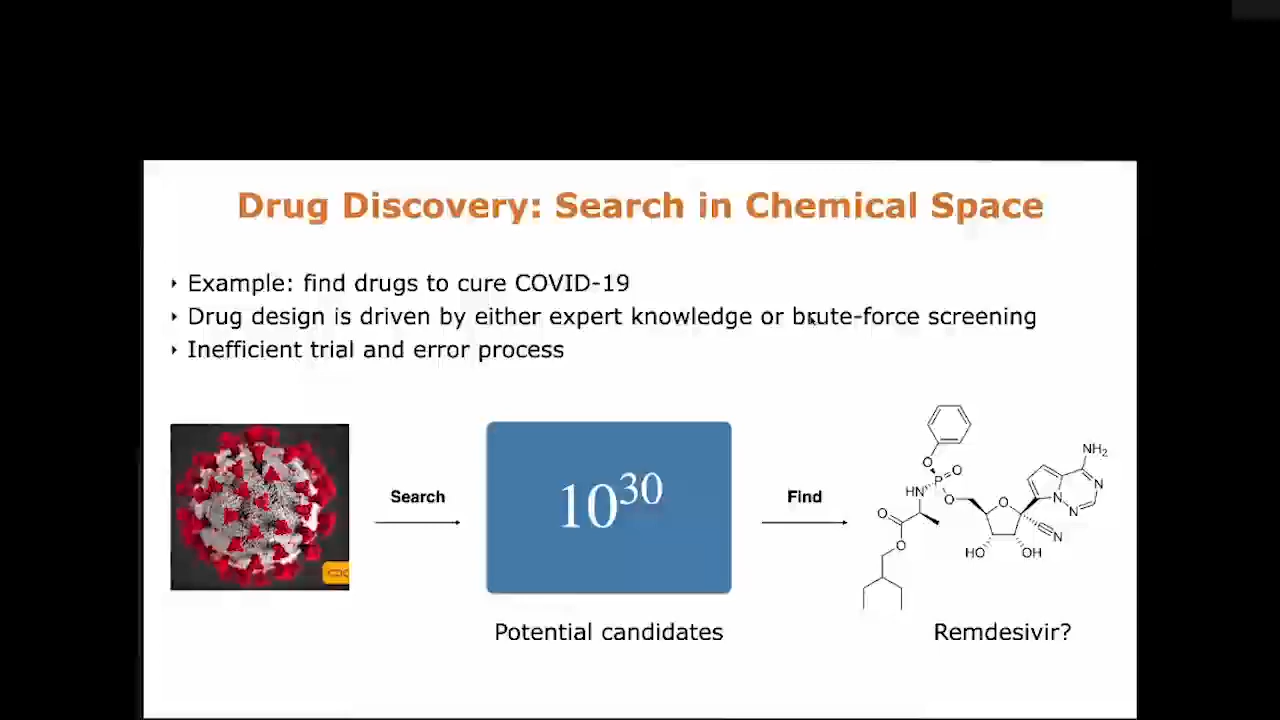 Drug Discovery: Search in Chemical Space
‣ Example: find drugs to cure COVID-19
‣ Drug design is driven by either expert knowledge or brute-force screening
‣ Inefficient trial and error process
Search
10^30
Find
Potential candidates
Remdesivir?
O
P
O
HN
O
O
O
O
HO
OH
N
N
N
N
NH₂